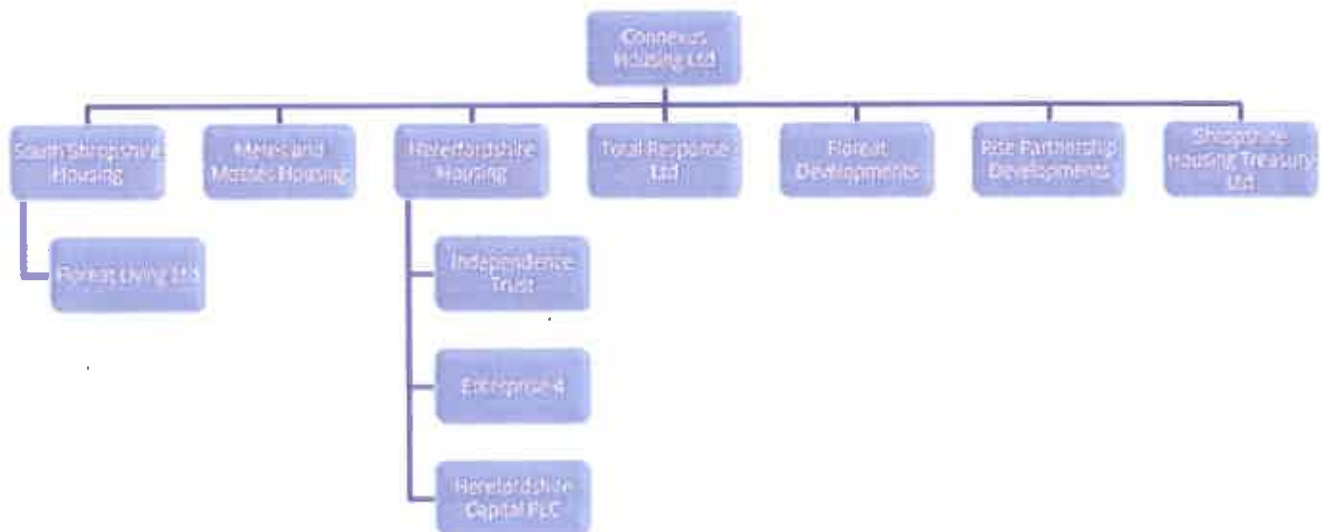 Connexus
Housing Ltd
South Shropshire
Housing
Meres and
Mosses Housing
Herefordshire
Housing
Total Response
Ltd
Floreat
Developments
Rise Partnership
Developments
Shropshire
Housing Treasury
Ltd
Floreat Living Ltd
Independence
Trust
Enterprise 4
Herefordshire
Capital PLC